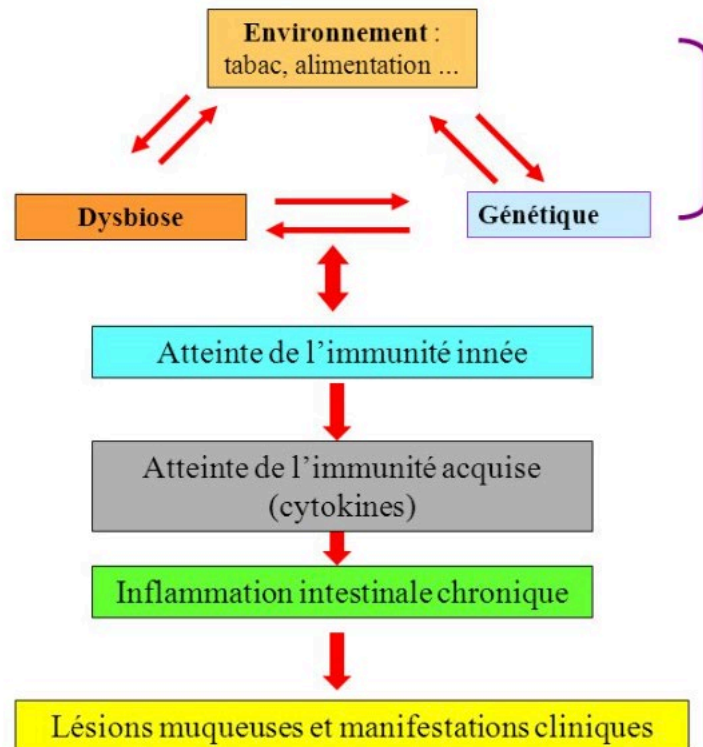 Environnement :
tabac, alimentation ...
Dysbiose
Génétique
Atteinte de l’immunité innée
Atteinte de l’immunité acquise
(cytokines)
Inflammation intestinale chronique
Lésions muqueuses et manifestations cliniques